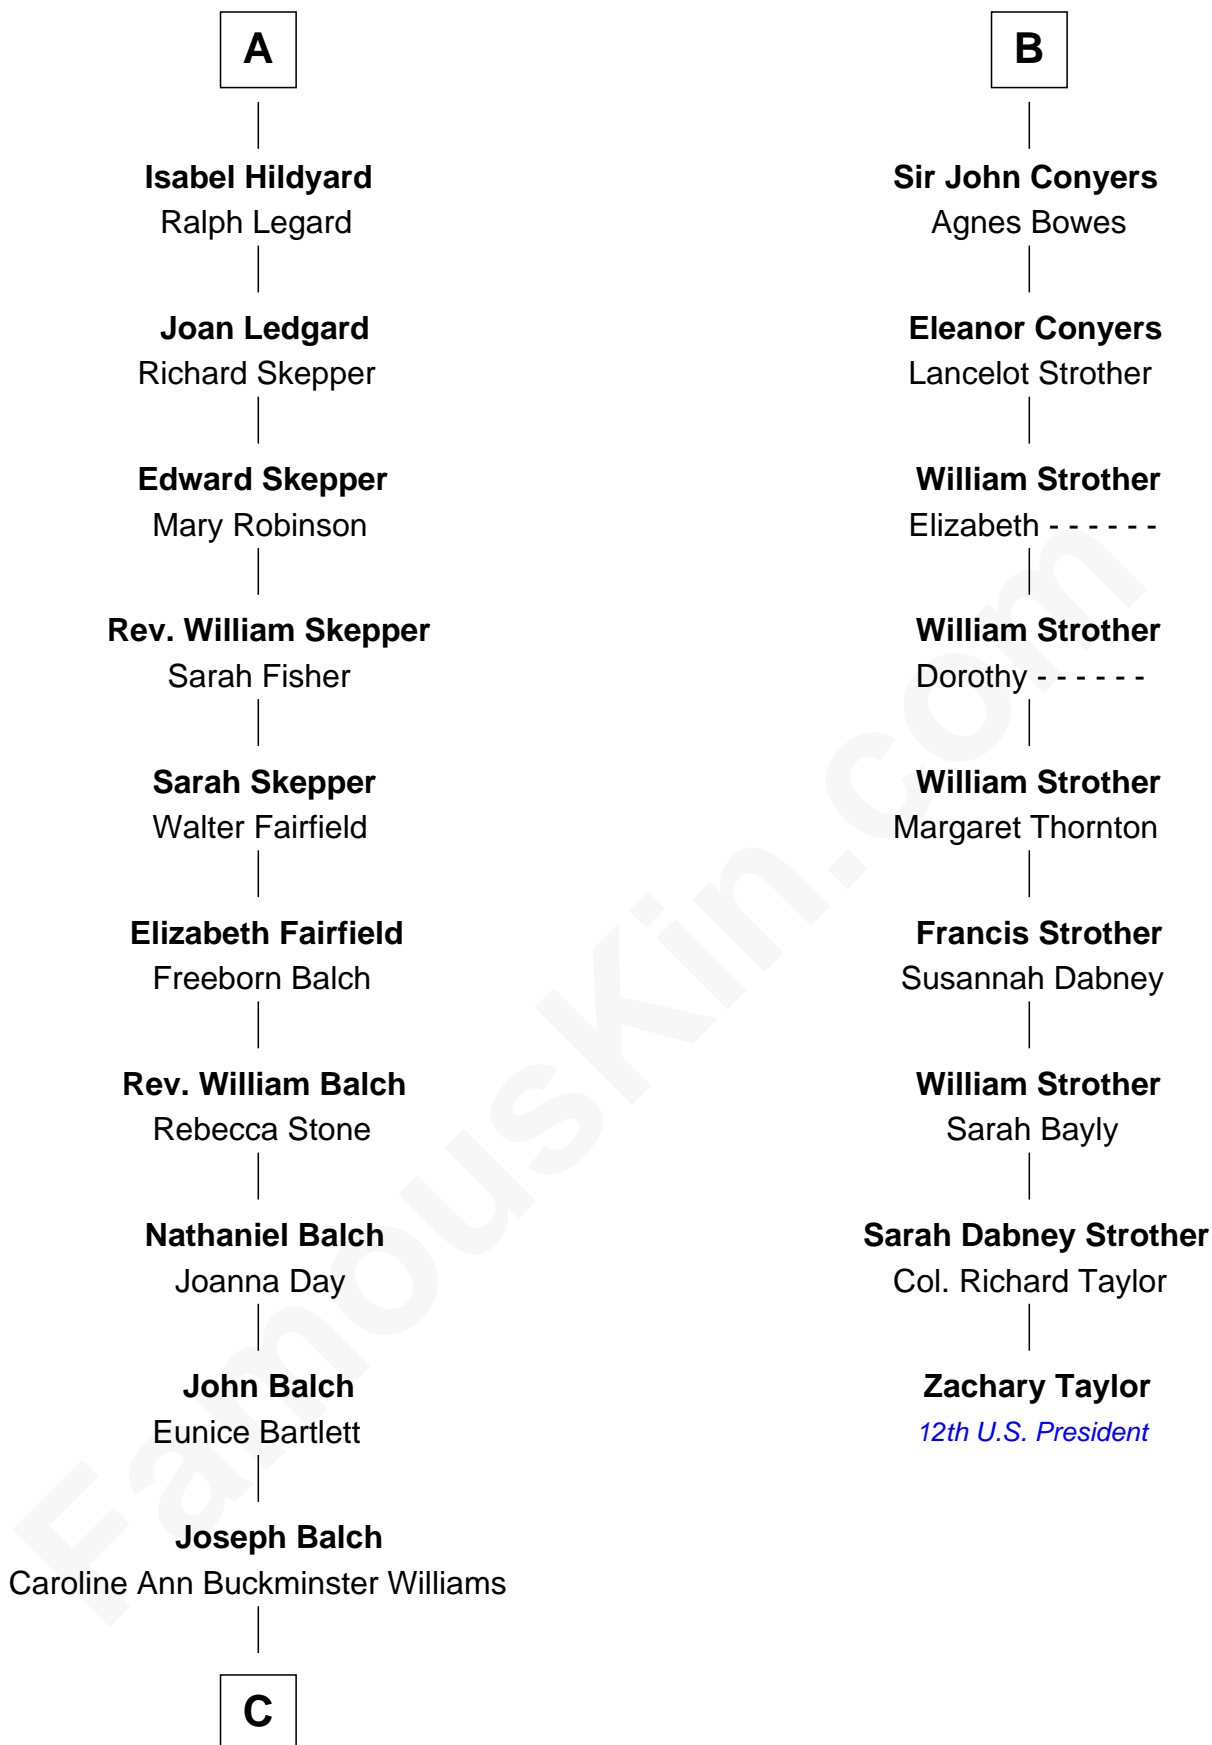 A
Isabel Hildyard
Ralph Legard
Joan Ledgard
Richard Skepper
Edward Skepper
Mary Robinson
Rev. William Skepper
Sarah Fisher
Sarah Skepper
Walter Fairfield
Elizabeth Fairfield
Freeborn Balch
Rev. William Balch
Rebecca Stone
Nathaniel Balch
Joanna Day
John Balch
Eunice Bartlett
Joseph Balch
Caroline Ann Buckminster Williams
C
B
Sir John Conyers
Agnes Bowes
Eleanor Conyers
Lancelot Strother
William Strother
Elizabeth - - - - - -
William Strother
Dorothy - - - - - -
William Strother
Margaret Thornton
Francis Strother
Susannah Dabney
William Strother
Sarah Bayly
Sarah Dabney Strother
Col. Richard Taylor
Zachary Taylor
12th U.S. President
FamousKin.com